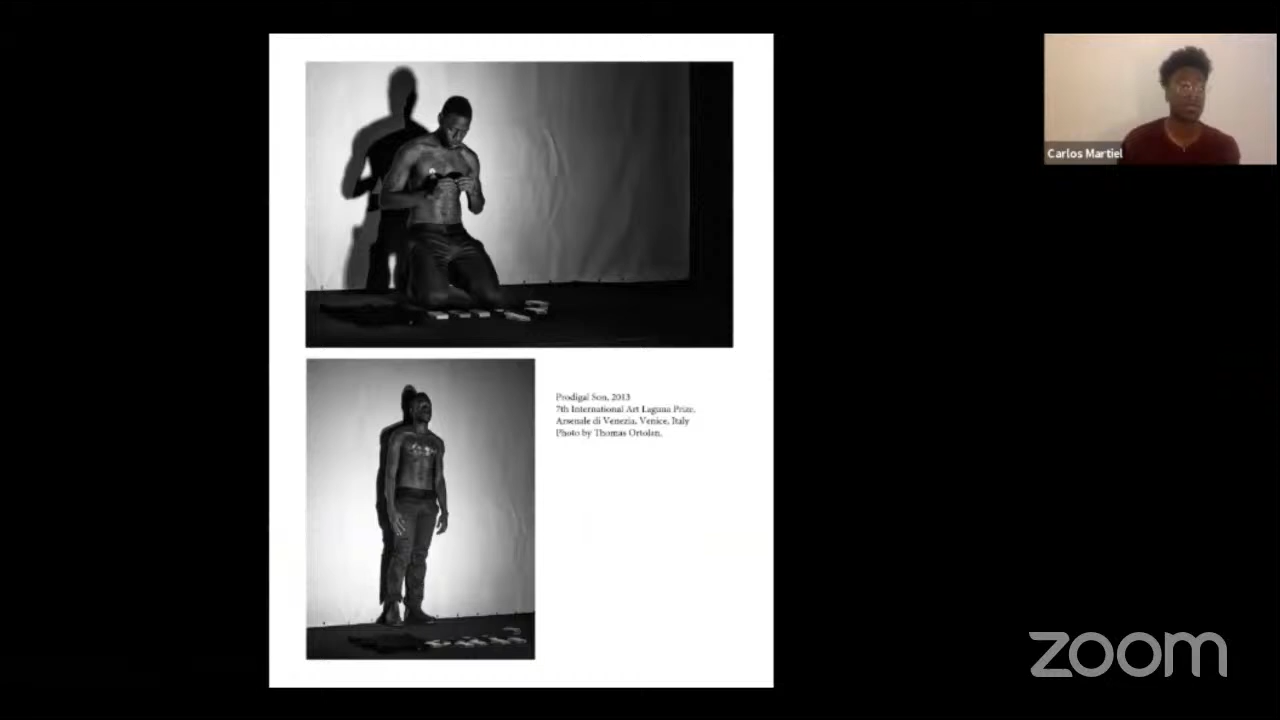 Carlos Martiel
Prodigal Son, 2013
7th International Art Laguna Prize,
Arsenale di Venezia, Venice, Italy
Photo by Thomas Ortolan.
zoom